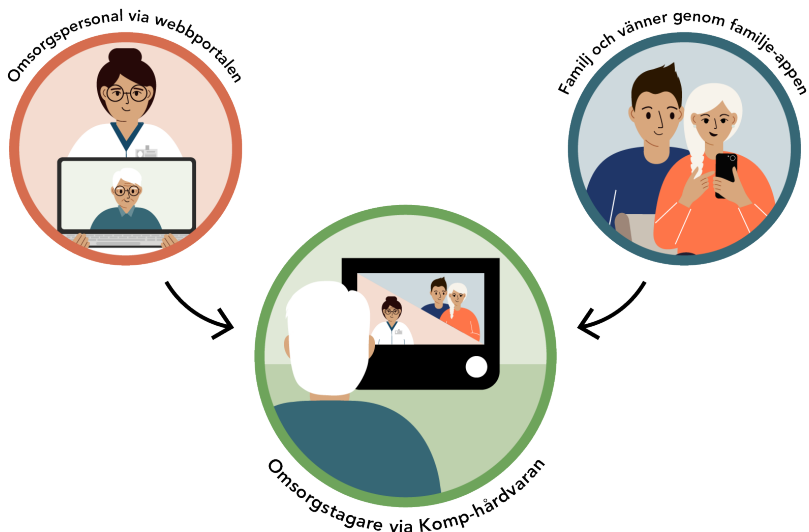 Omsorgspersonal via webbportalen
Familj och vänner genom familje-appen
Omsorgstagare via Komp-hårdvaran